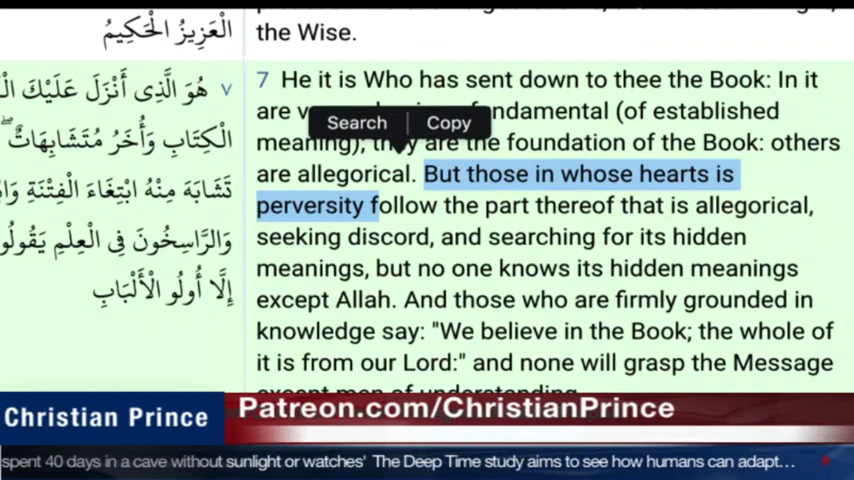 the Wise.
الْعَزِيزُ الْحَكِيمُ
7 He it is Who has sent down to thee the Book: In it
are fundamental (of established
Search Copy
meaning); they are the foundation of the Book: others
are allegorical. But those in whose hearts is
perversity follow the part thereof that is allegorical,
seeking discord, and searching for its hidden
meanings, but no one knows its hidden meanings
except Allah. And those who are firmly grounded in
knowledge say: "We believe in the Book; the whole of
it is from our Lord:" and none will grasp the Message
except men of understanding.
٧ هُوَ الَّذِى أَنْزَلَ عَلَيْكَ
الْكِتَابِ وَأُخَرُ مُتَشَابِهَاتٌ ۖ
تَشَابَهَ مِنْهُ ابْتِغَاءَ الْفِتْنَةِ
وَالرَّاسِخُونَ فِى الْعِلْمِ يَقُولُو
إِلَّا أُولُو الْأَلْبَابِ
Christian Prince
Patreon.com/ChristianPrince
spent 40 days in a cave without sunlight or watches' The Deep Time study aims to see how humans can adapt...